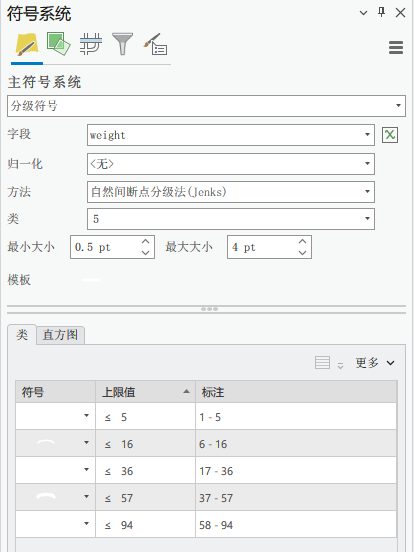 符号系统
主符号系统
分级符号
字段 weight
归一化 <无>
方法 自然间断点分级法(Jenks)
类 5
最小大小 0.5 pt 最大大小 4 pt
模板
类 直方图
更多
符号 上限值 标注
≤ 5 1 - 5
≤ 16 6 - 16
≤ 36 17 - 36
≤ 57 37 - 57
≤ 94 58 - 94